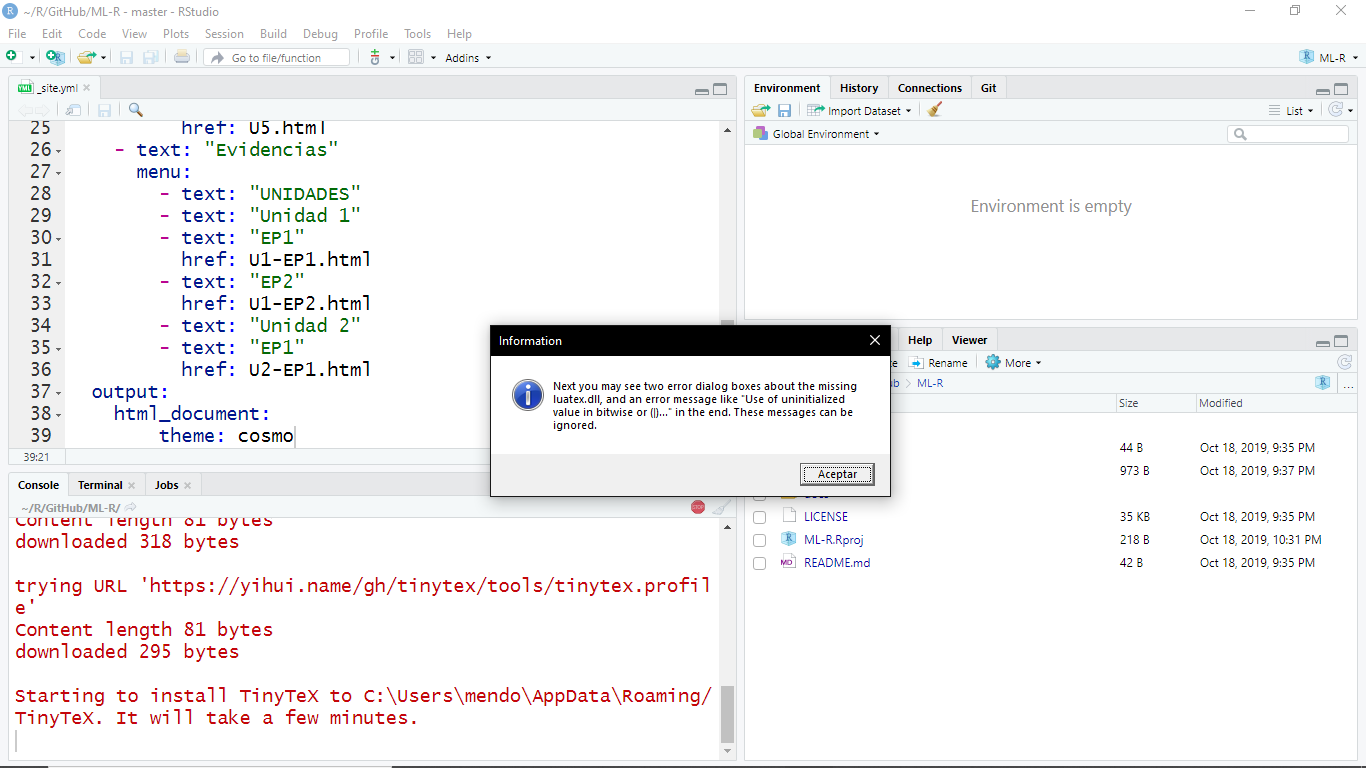 ~/R/GitHub/ML-R - master - RStudio
File Edit Code View Plots Session Build Debug Profile Tools Help
Go to file/function
Addins
ML-R
_site.yml
25 href: U5.html
26 - text: "Evidencias"
27 menu:
28 - text: "UNIDADES"
29 - text: "Unidad 1"
30 - text: "EP1"
31 href: U1-EP1.html
32 - text: "EP2"
33 href: U1-EP2.html
34 - text: "Unidad 2"
35 - text: "EP1"
36 href: U2-EP1.html
37 output:
38 html_document:
39 theme: cosmo
39:21
Console Terminal Jobs
~/R/GitHub/ML-R/
STOP
Content length 81 bytes
downloaded 318 bytes
trying URL 'https://yihui.name/gh/tinytex/tools/tinytex.profil
e'
Content length 81 bytes
downloaded 295 bytes
Starting to install TinyTeX to C:\Users\mendo\AppData\Roaming/
TinyTeX. It will take a few minutes.
Environment History Connections Git
Import Dataset
List
Global Environment
Environment is empty
Information
Next you may see two error dialog boxes about the missing
luatex.dll, and an error message like "Use of uninitialized
value in bitwise or (|)..." in the end. These messages can be
ignored.
Aceptar
Help Viewer
Rename More
ML-R
...
Size Modified
44 B Oct 18, 2019, 9:35 PM
973 B Oct 18, 2019, 9:37 PM
LICENSE 35 KB Oct 18, 2019, 9:35 PM
ML-R.Rproj 218 B Oct 18, 2019, 10:31 PM
README.md 42 B Oct 18, 2019, 9:35 PM